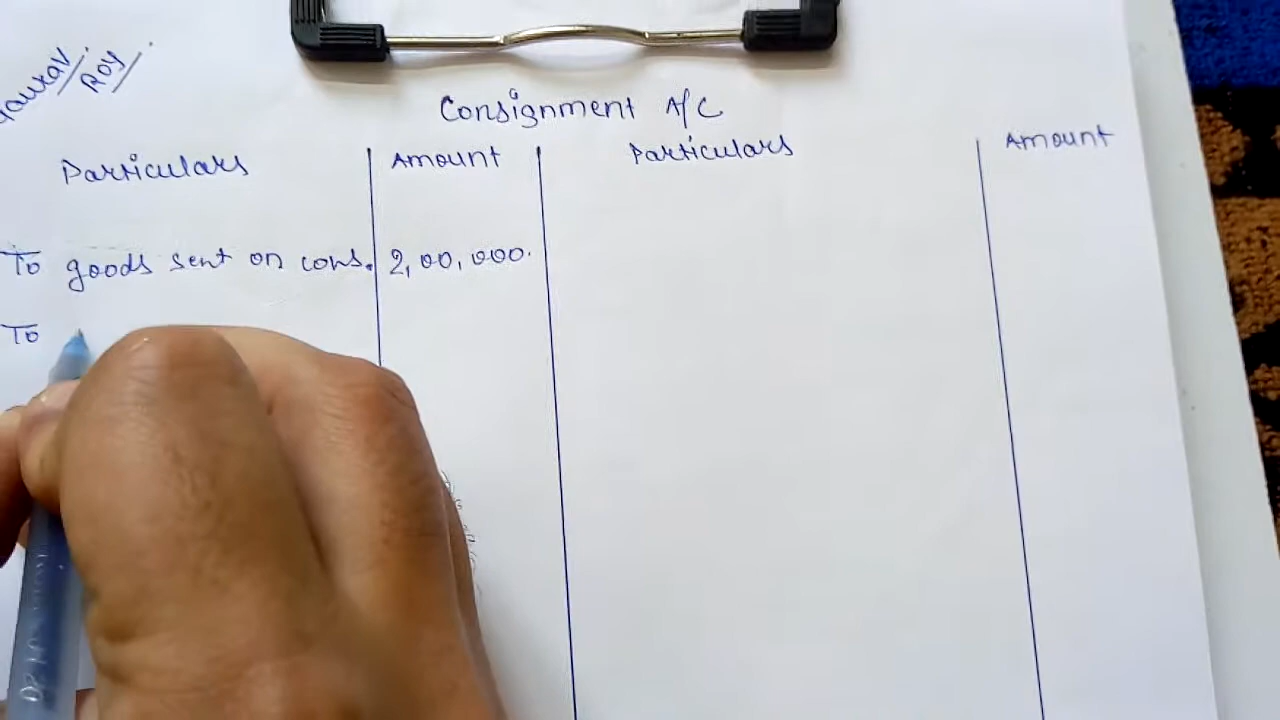 Roy.
Consignment A/C
Particulars Amount Particulars Amount
To goods sent on cons. 2,00,000.
To